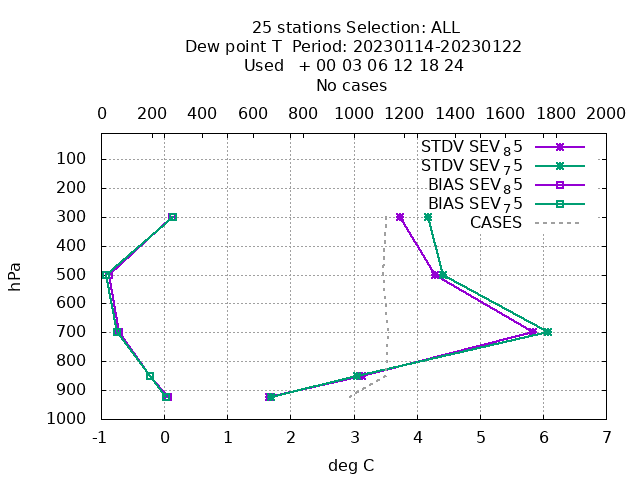 25 stations Selection: ALL
Dew point T  Period: 20230114-20230122
Used   + 00 03 06 12 18 24
No cases
0 200 400 600 800 1000 1200 1400 1600 1800 2000
STDV SEV₈5
STDV SEV₇5
BIAS SEV₈5
BIAS SEV₇5
CASES
100
200
300
400
500
600
700
800
900
1000
hPa
-1 0 1 2 3 4 5 6 7
deg C